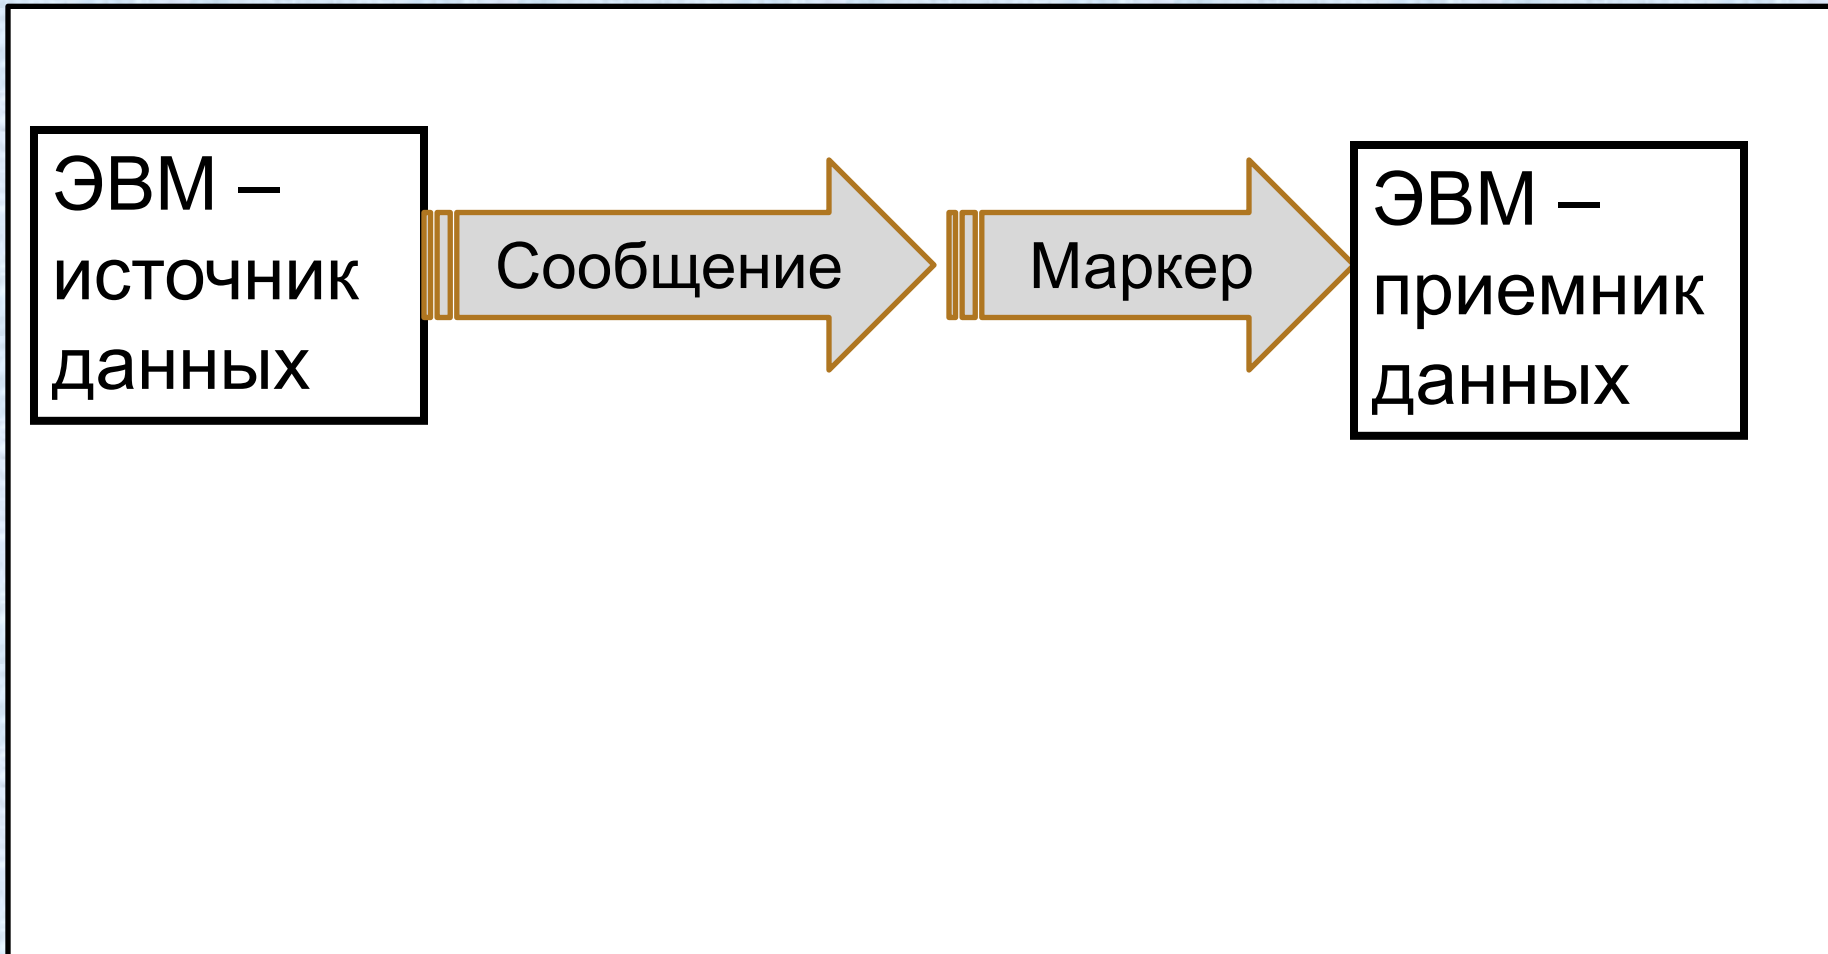 ЭВМ –
источник
данных
Сообщение
Маркер
ЭВМ –
приемник
данных